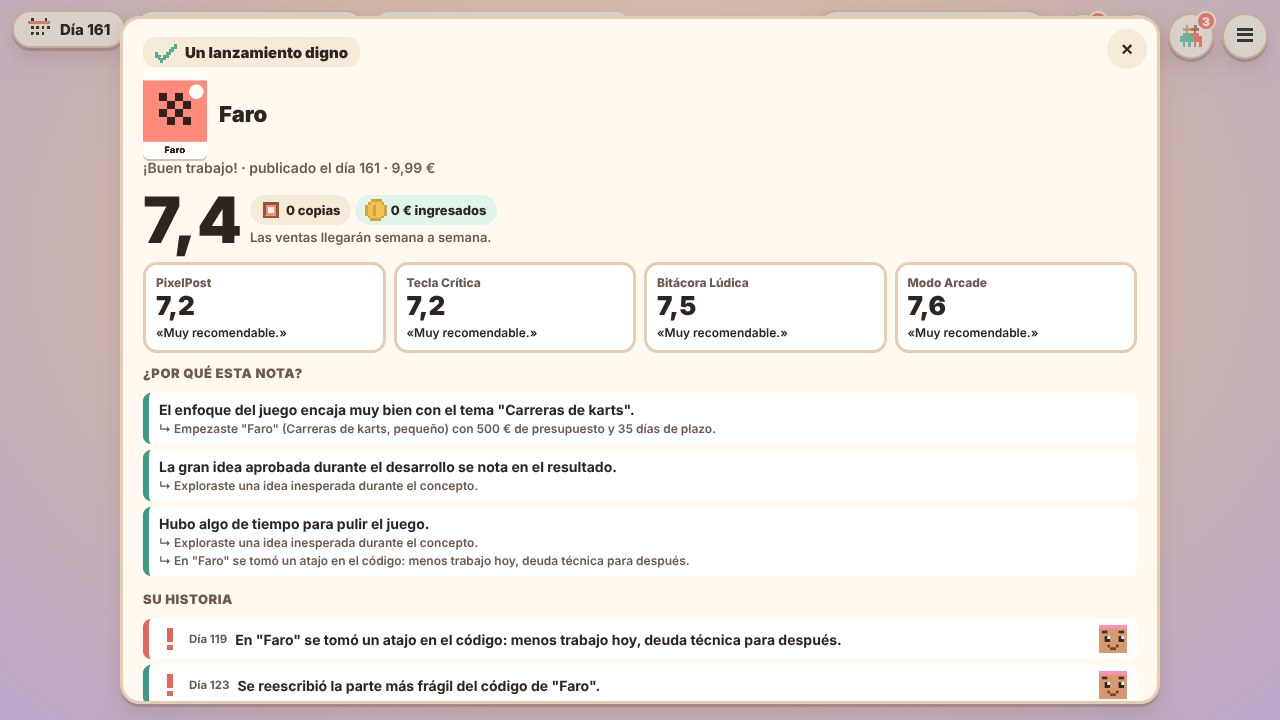 Día 161
Un lanzamiento digno
×
3
Faro
Faro
¡Buen trabajo! · publicado el día 161 · 9,99 €
7,4
0 copias
0 € ingresados
Las ventas llegarán semana a semana.
PixelPost
7,2
«Muy recomendable.»
Tecla Crítica
7,2
«Muy recomendable.»
Bitácora Lúdica
7,5
«Muy recomendable.»
Modo Arcade
7,6
«Muy recomendable.»
¿POR QUÉ ESTA NOTA?
El enfoque del juego encaja muy bien con el tema "Carreras de karts".
↳ Empezaste "Faro" (Carreras de karts, pequeño) con 500 € de presupuesto y 35 días de plazo.
La gran idea aprobada durante el desarrollo se nota en el resultado.
↳ Exploraste una idea inesperada durante el concepto.
Hubo algo de tiempo para pulir el juego.
↳ Exploraste una idea inesperada durante el concepto.
↳ En "Faro" se tomó un atajo en el código: menos trabajo hoy, deuda técnica para después.
SU HISTORIA
Día 119 En "Faro" se tomó un atajo en el código: menos trabajo hoy, deuda técnica para después.
Día 123 Se reescribió la parte más frágil del código de "Faro".